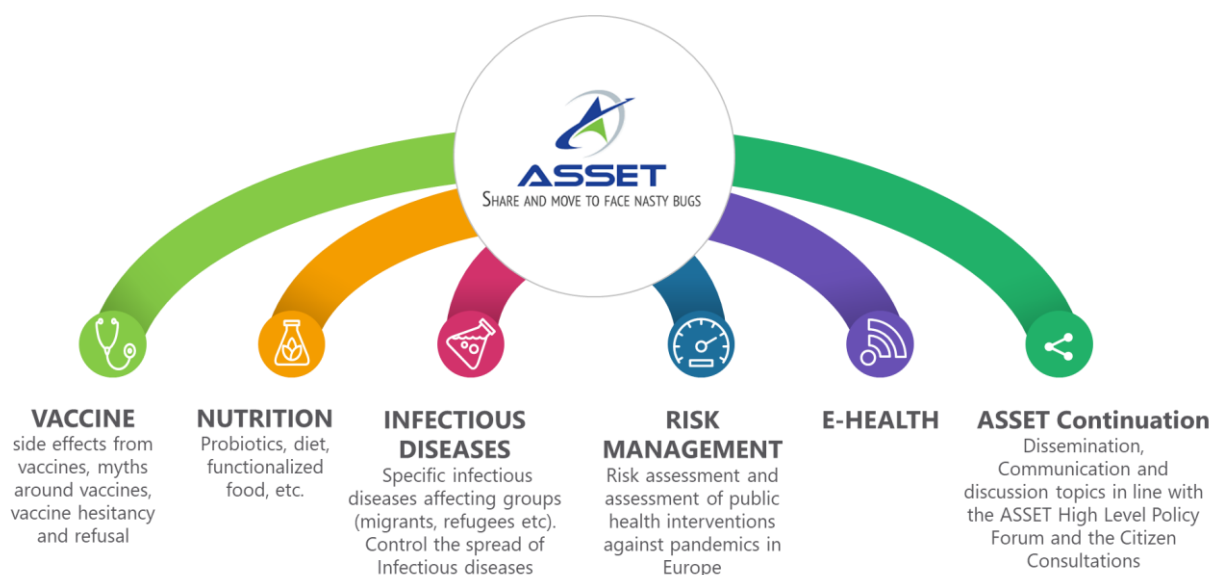 ASSET
SHARE AND MOVE TO FACE NASTY BUGS
VACCINE
side effects from
vaccines, myths
around vaccines,
vaccine hesitancy
and refusal
NUTRITION
Probiotics, diet,
functionalized
food, etc.
INFECTIOUS
DISEASES
Specific infectious
diseases affecting groups
(migrants, refugees etc).
Control the spread of
Infectious diseases
RISK
MANAGEMENT
Risk assessment and
assessment of public
health interventions
against pandemics in
Europe
E-HEALTH
ASSET Continuation
Dissemination,
Communication and
discussion topics in line with
the ASSET High Level Policy
Forum and the Citizen
Consultations